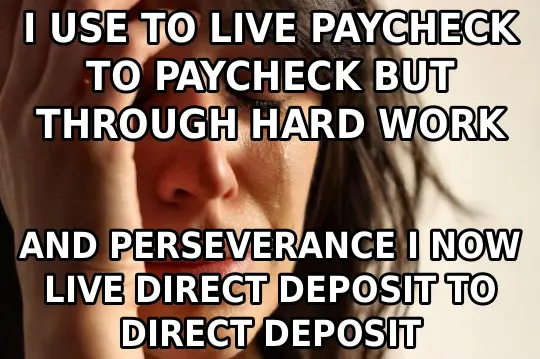 I USE TO LIVE PAYCHECK
TO PAYCHECK BUT
THROUGH HARD WORK
AND PERSEVERANCE I NOW
LIVE DIRECT DEPOSIT TO
DIRECT DEPOSIT